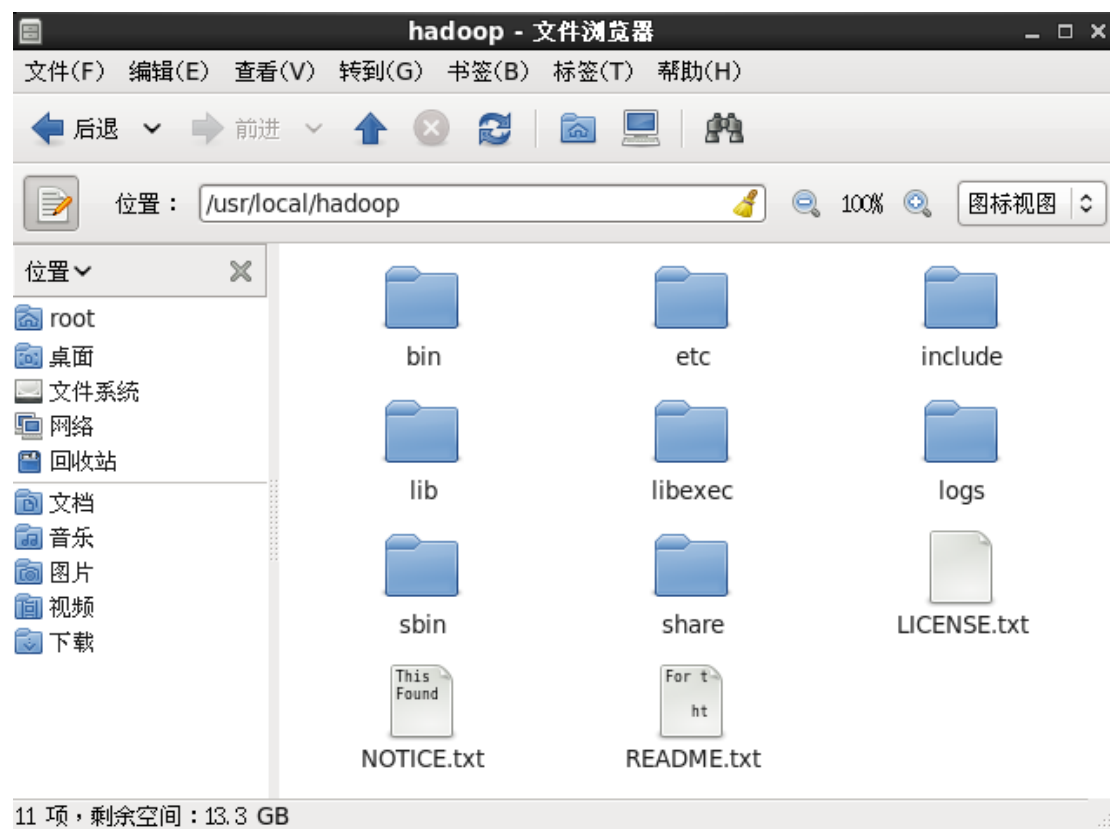 hadoop - 文件浏览器
文件(F) 编辑(E) 查看(V) 转到(G) 书签(B) 标签(T) 帮助(H)
后退 前进
位置： /usr/local/hadoop 100% 图标视图
位置
root
桌面
文件系统
网络
回收站
文档
音乐
图片
视频
下载
bin etc include
lib libexec logs
sbin share LICENSE.txt
This
Found
For t
ht
NOTICE.txt README.txt
11 项，剩余空间：13.3 GB